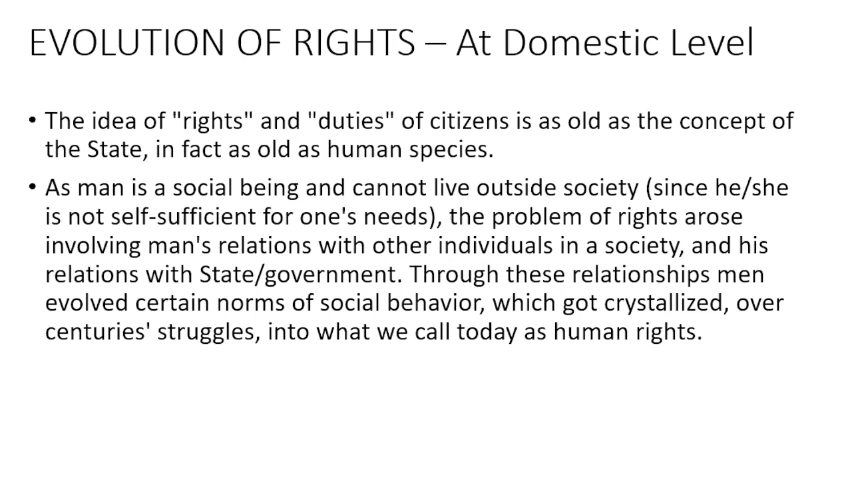 EVOLUTION OF RIGHTS – At Domestic Level
• The idea of "rights" and "duties" of citizens is as old as the concept of
the State, in fact as old as human species.
• As man is a social being and cannot live outside society (since he/she
is not self-sufficient for one's needs), the problem of rights arose
involving man's relations with other individuals in a society, and his
relations with State/government. Through these relationships men
evolved certain norms of social behavior, which got crystallized, over
centuries' struggles, into what we call today as human rights.